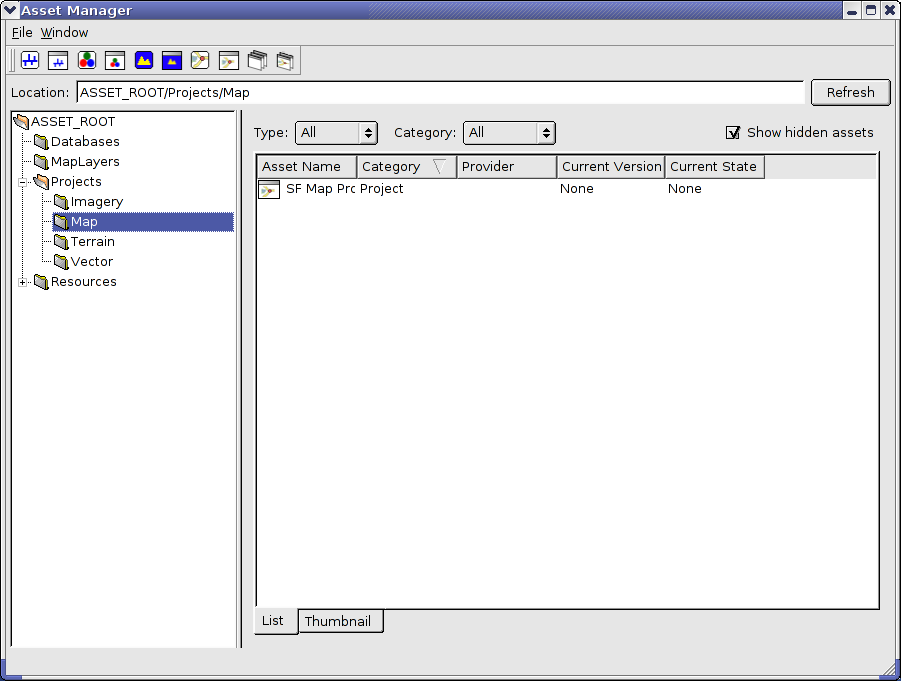 Asset Manager
File Window
Location: ASSET_ROOT/Projects/Map Refresh
ASSET_ROOT
Databases
MapLayers
Projects
Imagery
Map
Terrain
Vector
Resources
Type: All Category: All Show hidden assets
Asset Name Category Provider Current Version Current State
SF Map Prc Project None None
List Thumbnail